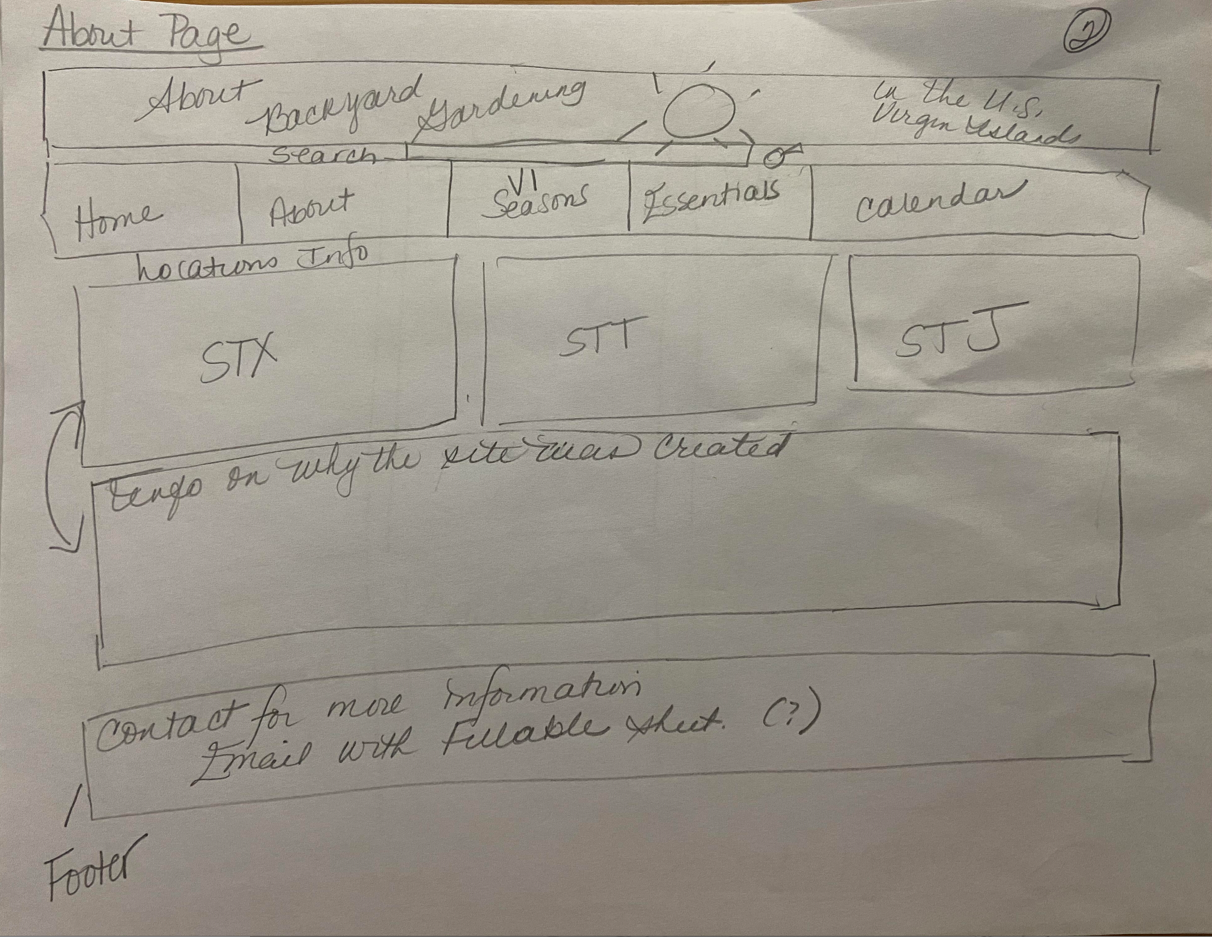 About Page
2
About Backyard Gardening
in the U.S.
Virgin Islands
Search
Home
About
VI
Seasons
Essentials
Calendar
Locations Info
STX
STT
STJ
on why the site was created
Contact for more information
Email with Fillable sheet. (?)
Footer